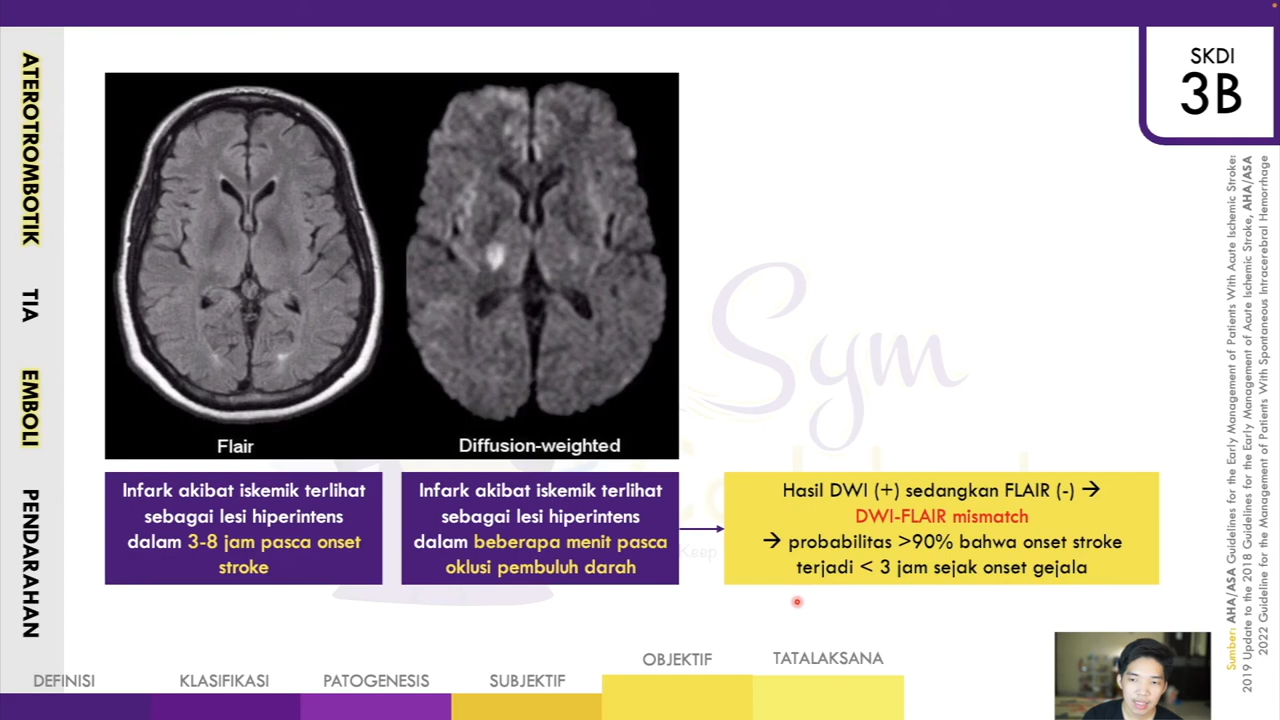 SKDI
3B
ATEROTROMBOTIK
TIA
EMBOLI
PENDARAHAN
Flair
Diffusion-weighted
Infark akibat iskemik terlihat
sebagai lesi hiperintens
dalam 3-8 jam pasca onset
stroke
Infark akibat iskemik terlihat
sebagai lesi hiperintens
dalam beberapa menit pasca
oklusi pembuluh darah
Hasil DWI (+) sedangkan FLAIR (-) →
DWI-FLAIR mismatch
→ probabilitas >90% bahwa onset stroke
terjadi < 3 jam sejak onset gejala
Sym
Keep
Sumber: AHA/ASA Guidelines for the Early Management of Patients With Acute Ischemic Stroke:
2019 Update to the 2018 Guidelines for the Early Management of Acute Ischemic Stroke, AHA/ASA
2022 Guideline for the Management of Patients With Spontaneous Intracerebral Hemorrhage
DEFINISI
KLASIFIKASI
PATOGENESIS
SUBJEKTIF
OBJEKTIF
TATALAKSANA